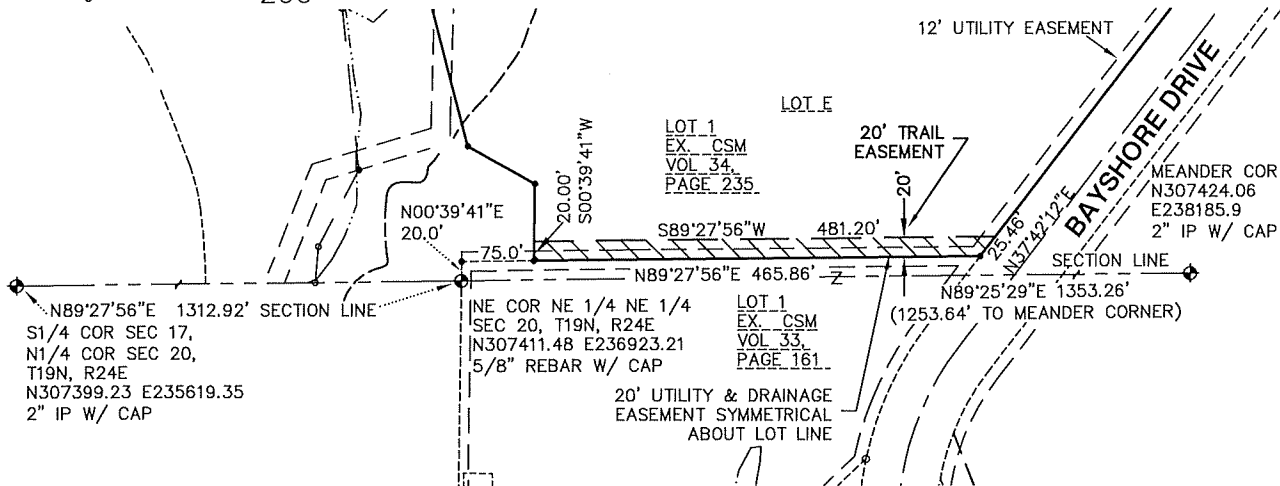 12' UTILITY EASEMENT
BAYSHORE DRIVE
LOT E
LOT 1
EX. CSM
VOL 34,
PAGE 235
20' TRAIL
EASEMENT
20'
MEANDER COR
N307424.06
E238185.9
2" IP W/ CAP
20.00'
S00°39'41"W
N00°39'41"E
20.0'
75.0'
S89°27'56"W 481.20'
25.46'
N37°42'12"E
N89°27'56"E 465.86'
SECTION LINE
N89°25'29"E 1353.26'
(1253.64' TO MEANDER CORNER)
N89°27'56"E 1312.92' SECTION LINE
S1/4 COR SEC 17,
N1/4 COR SEC 20,
T19N, R24E
N307399.23 E235619.35
2" IP W/ CAP
NE COR NE 1/4 NE 1/4
SEC 20, T19N, R24E
N307411.48 E236923.21
5/8" REBAR W/ CAP
LOT 1
EX. CSM
VOL 33,
PAGE 161
20' UTILITY & DRAINAGE
EASEMENT SYMMETRICAL
ABOUT LOT LINE